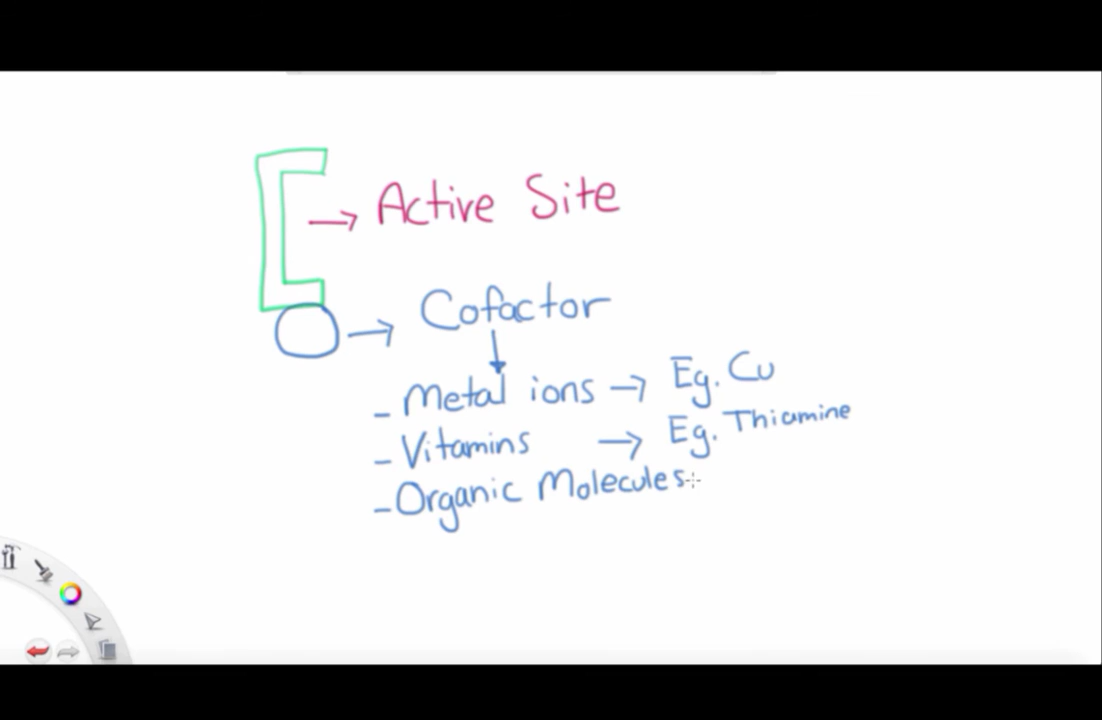 → Active Site
→ Cofactor
- Metal ions → Eg. Cu
- Vitamins → Eg. Thiamine
- Organic Molecules